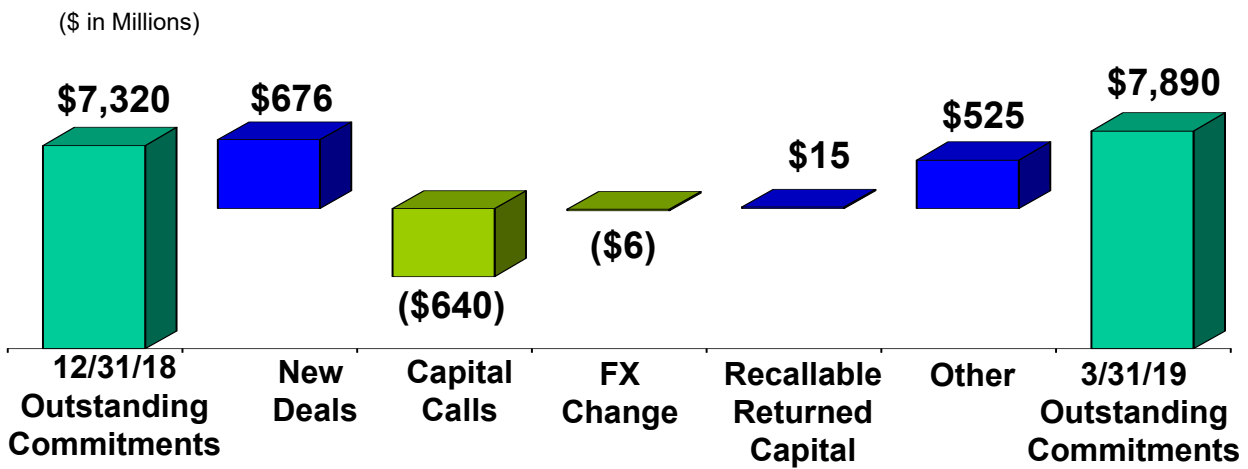 ($ in Millions)
$7,320
$676
($640)
($6)
$15
$525
$7,890
12/31/18
Outstanding
Commitments
New
Deals
Capital
Calls
FX
Change
Recallable
Returned
Capital
Other
3/31/19
Outstanding
Commitments